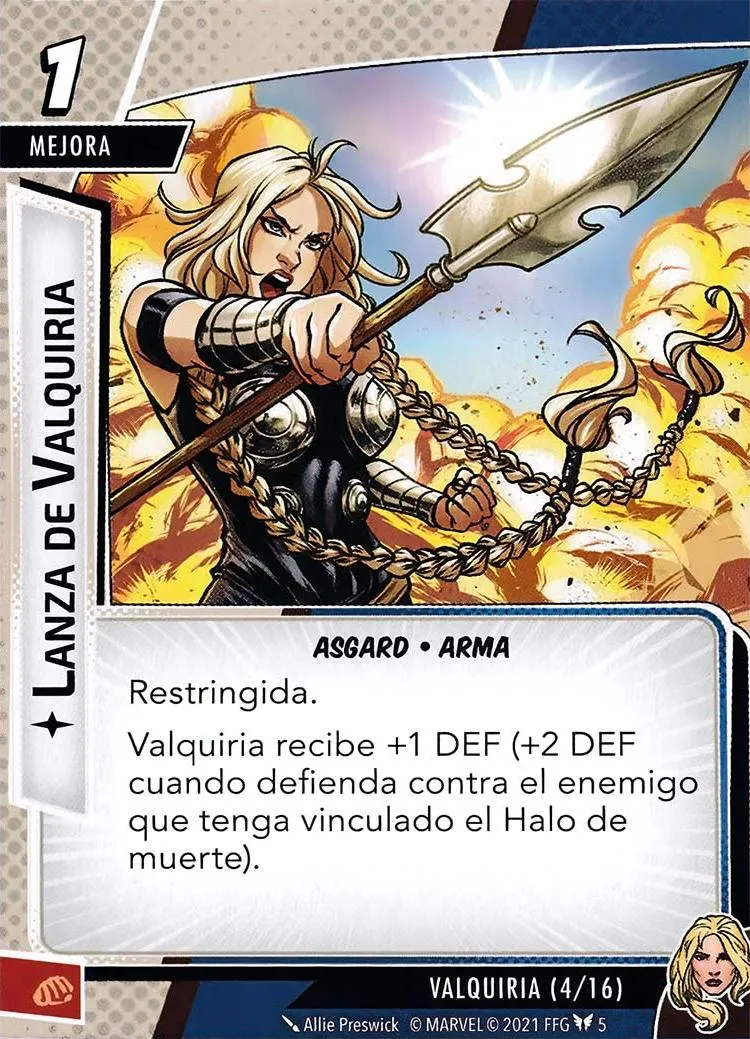 1
MEJORA
LANZA DE VALQUIRIA
ASGARD • ARMA
Restringida.
Valquiria recibe +1 DEF (+2 DEF
cuando defienda contra el enemigo
que tenga vinculado el Halo de
muerte).
VALQUIRIA (4/16)
Allie Preswick © MARVEL © 2021 FFG 5